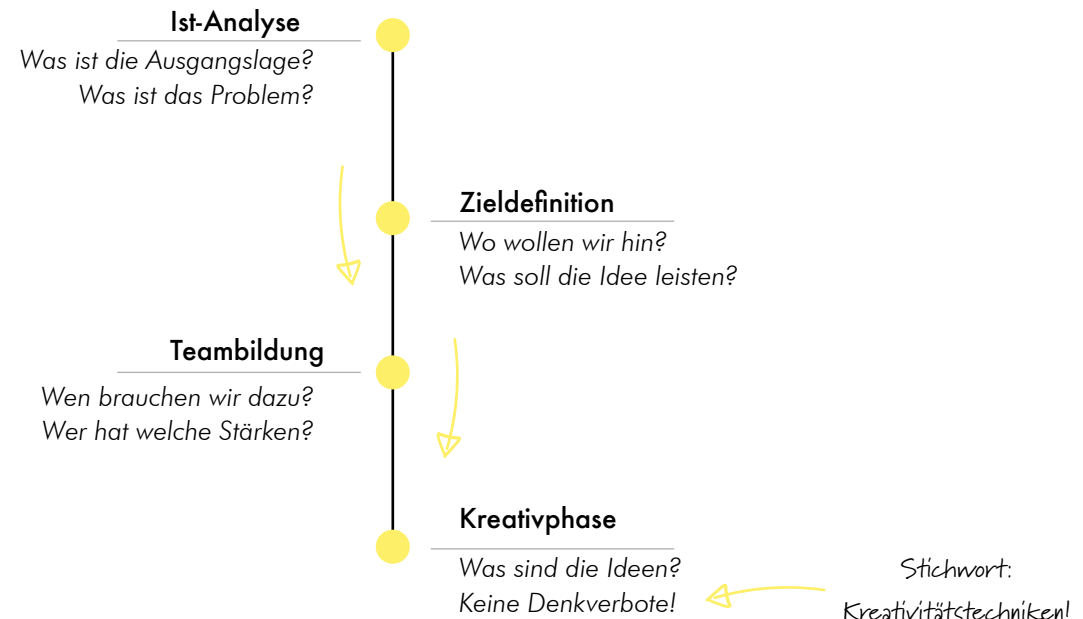 Ist-Analyse
Was ist die Ausgangslage?
Was ist das Problem?
Zieldefinition
Wo wollen wir hin?
Was soll die Idee leisten?
Teambildung
Wen brauchen wir dazu?
Wer hat welche Stärken?
Kreativphase
Was sind die Ideen?
Keine Denkverbote!
Stichwort:
Kreativitätstechniken!